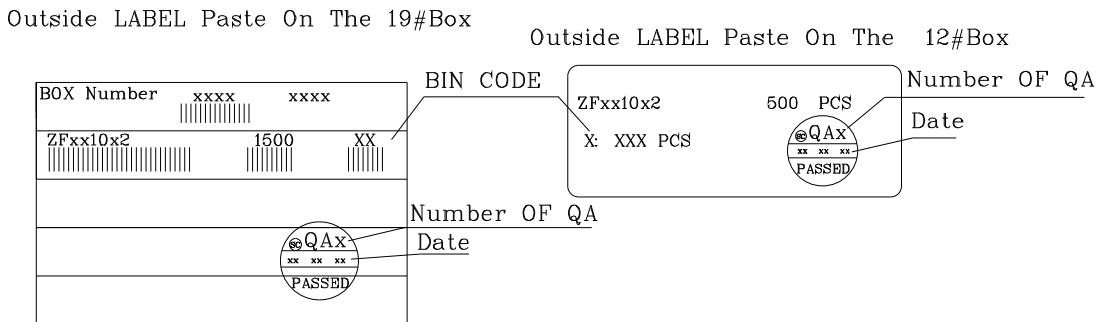 Outside LABEL Paste On The 19#Box
Outside LABEL Paste On The 12#Box
BOX Number xxxx xxxx
ZFxx10x2 1500 XX
BIN CODE
ZFxx10x2 500 PCS
X: XXX PCS
QAx
xx xx xx
PASSED
Number OF QA
Date
SC QAx
xx xx xx
PASSED
Number OF QA
Date